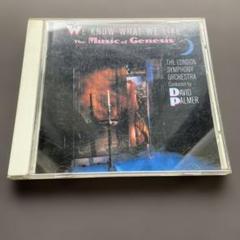 WE KNOW WHAT WE LIKE
The Music of Genesis
THE LONDON
SYMPHONY
ORCHESTRA
Conducted by
DAVID
PALMER